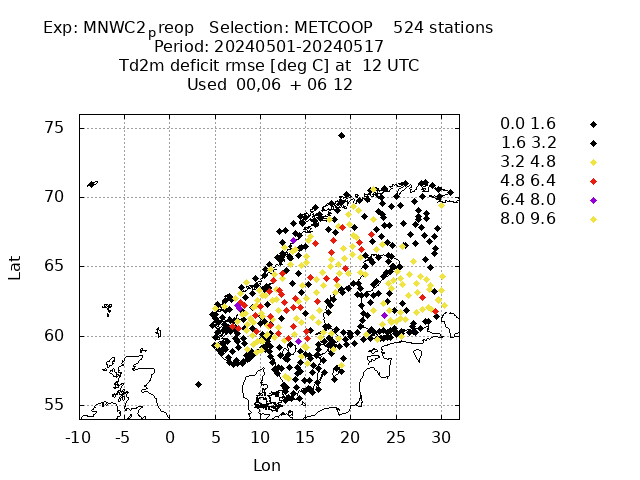 Exp: MNWC2preop   Selection: METCOOP    524 stations
Period: 20240501-20240517
Td2m deficit rmse [deg C] at  12 UTC
Used  00,06  + 06 12
0.0 1.6
1.6 3.2
3.2 4.8
4.8 6.4
6.4 8.0
8.0 9.6
75
70
65
60
55
Lat
-10 -5 0 5 10 15 20 25 30
Lon